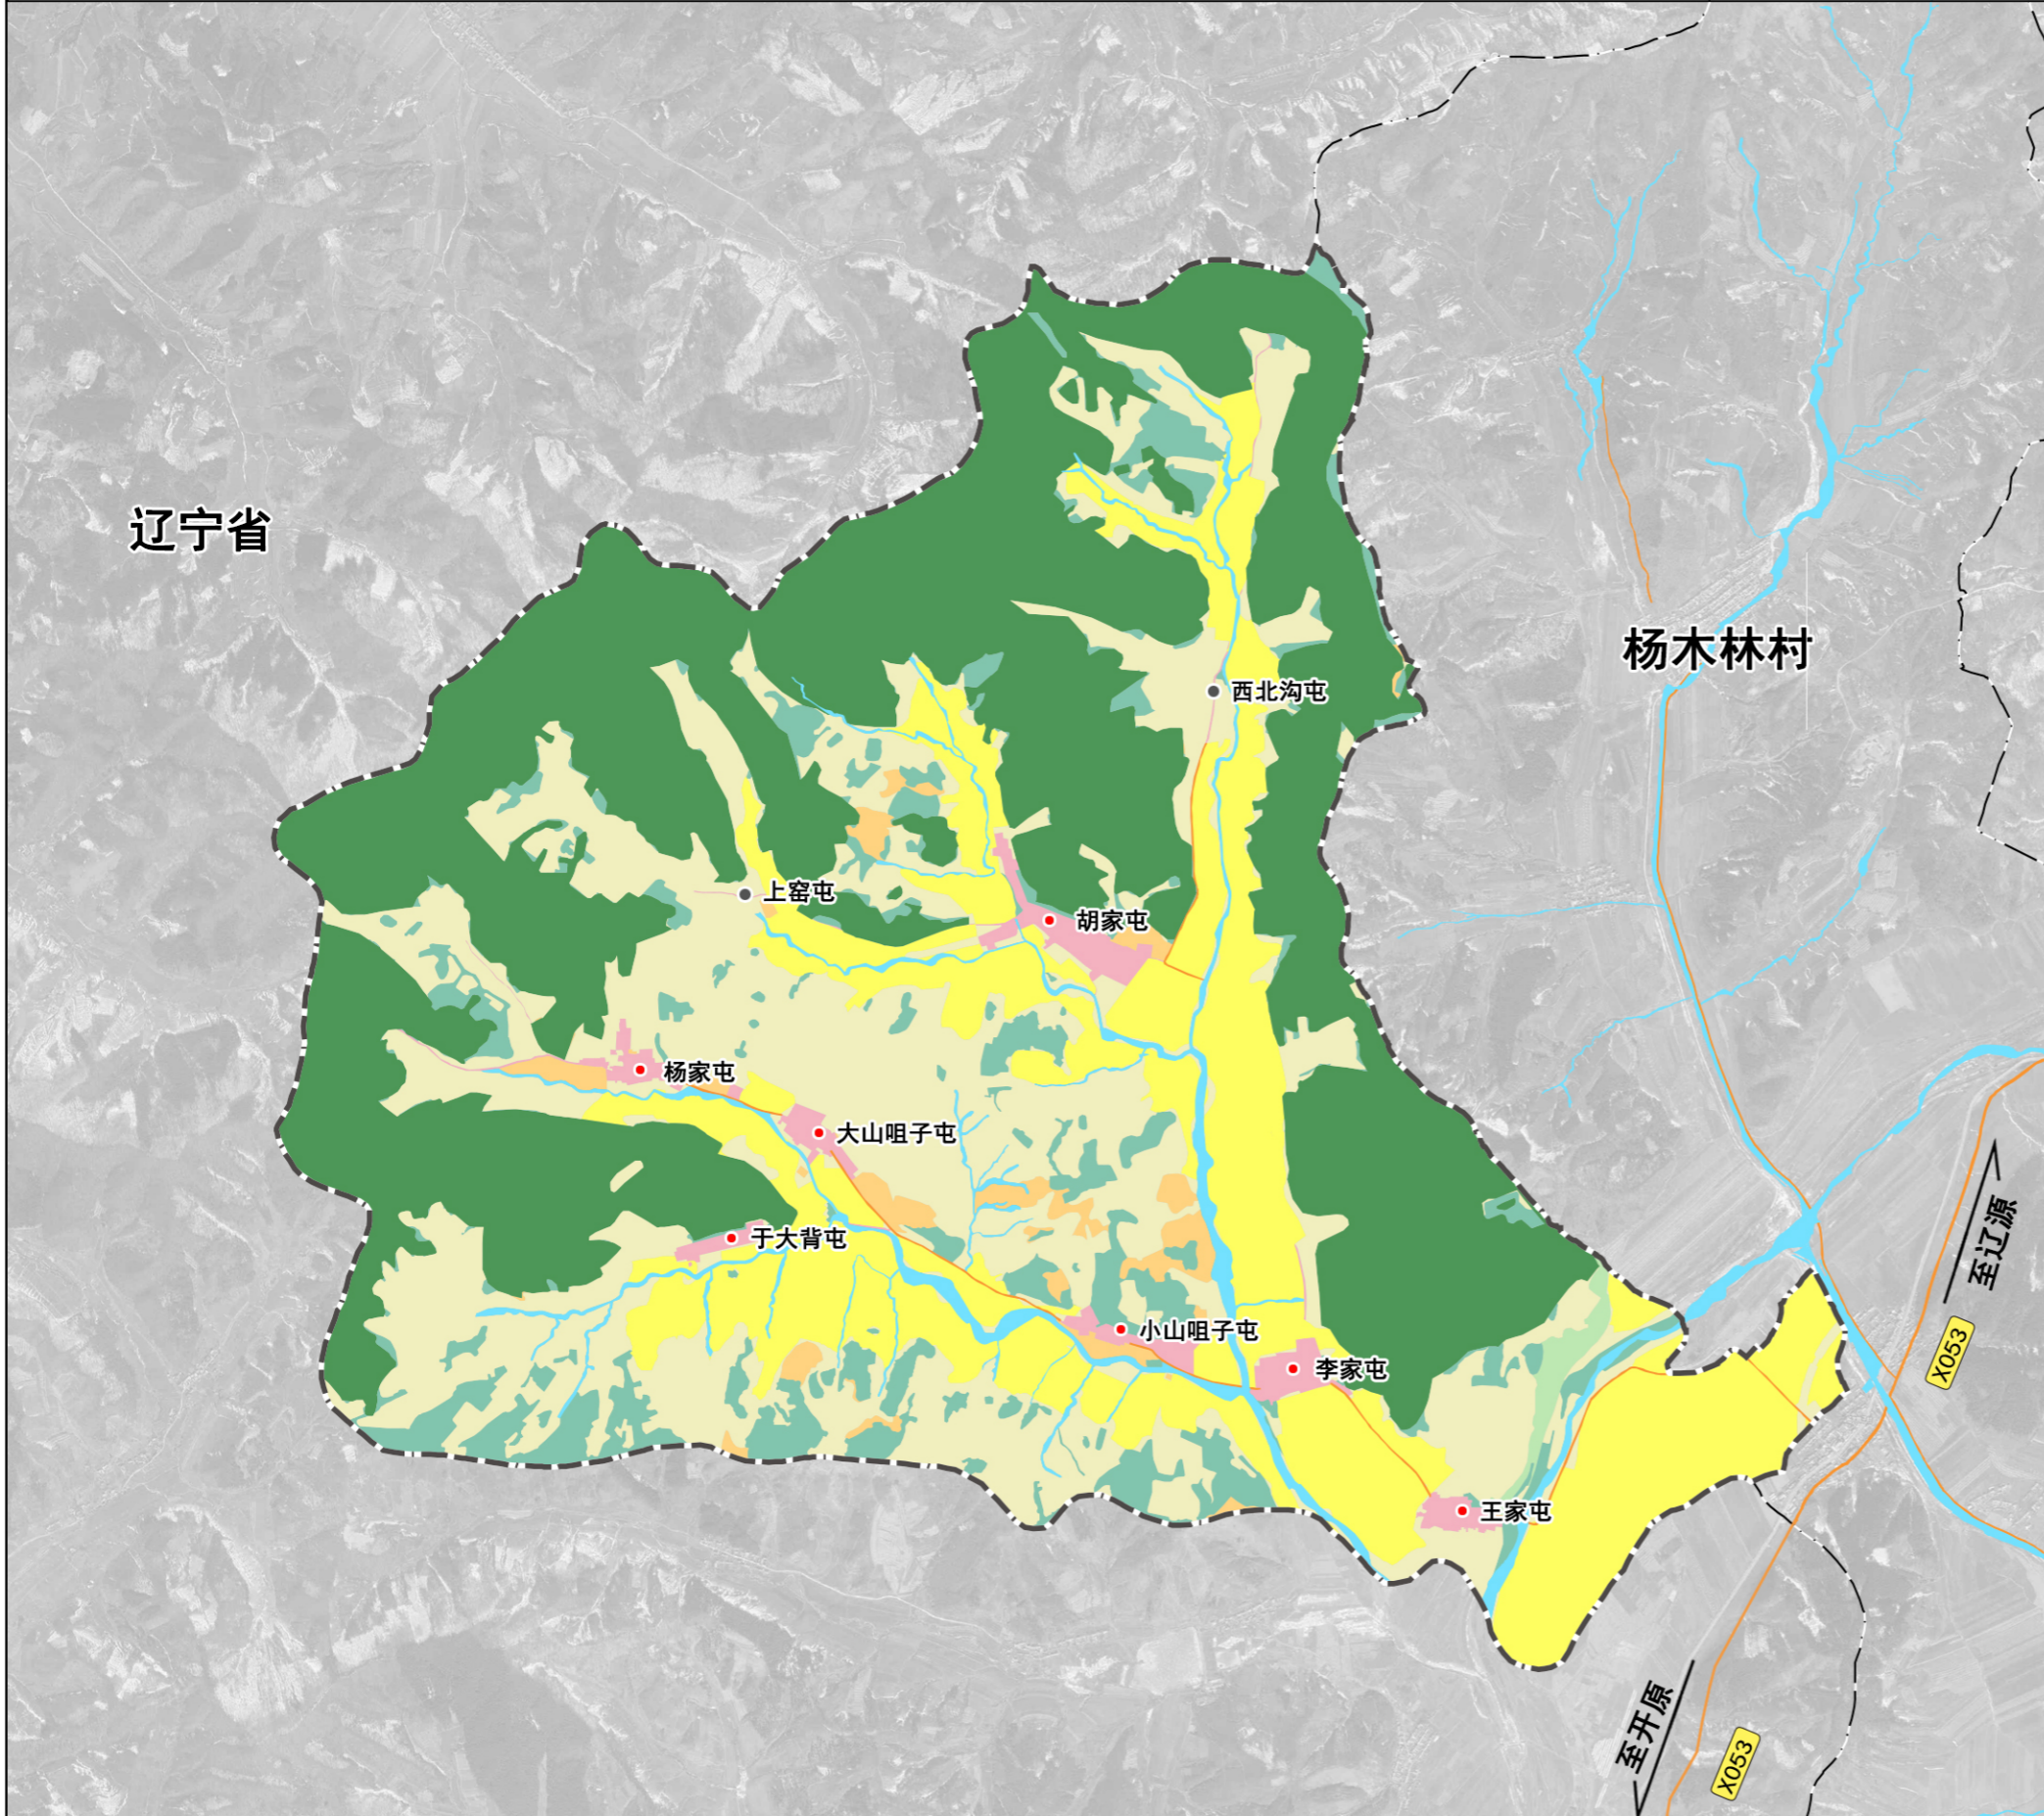 辽宁省
杨木林村
西北沟屯
上窑屯
胡家屯
杨家屯
大山咀子屯
于大背屯
至辽源
小山咀子屯
X053
李家屯
王家屯
至开原
X053